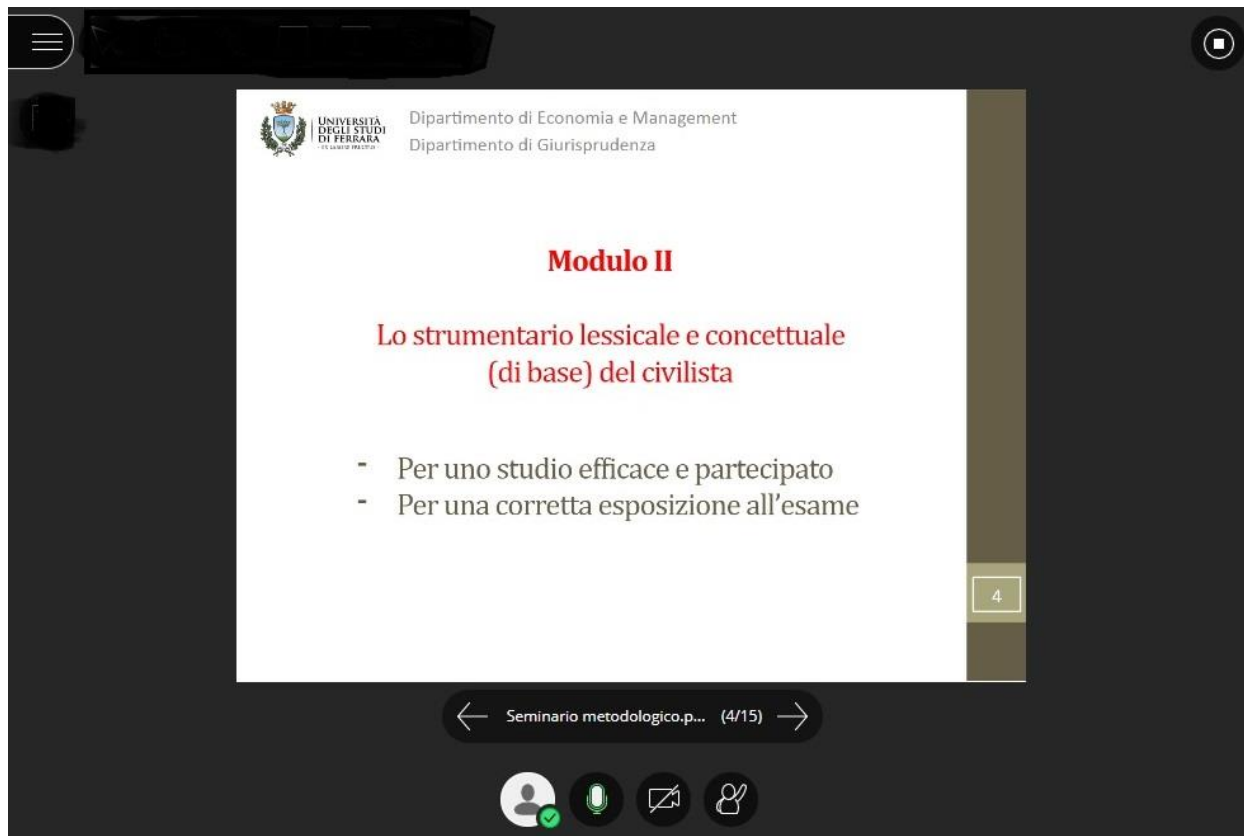 UNIVERSITÀ
DEGLI STUDI
DI FERRARA
Dipartimento di Economia e Management
Dipartimento di Giurisprudenza
Modulo II
Lo strumentario lessicale e concettuale
(di base) del civilista
- Per uno studio efficace e partecipato
- Per una corretta esposizione all'esame
4
Seminario metodologico.p... (4/15)